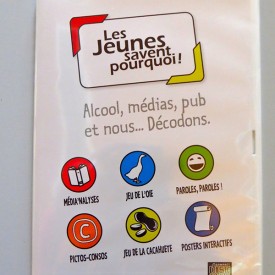 Les
Jeunes
savent
pourquoi !
Alcool, médias, pub
et nous... Décodons.
MÉDIA'NALYSES
JEU DE L'OIE
PAROLES, PAROLES !
C
PICTOS-CONSOS
JEU DE LA CACAHUETE
POSTERS INTERACTIFS